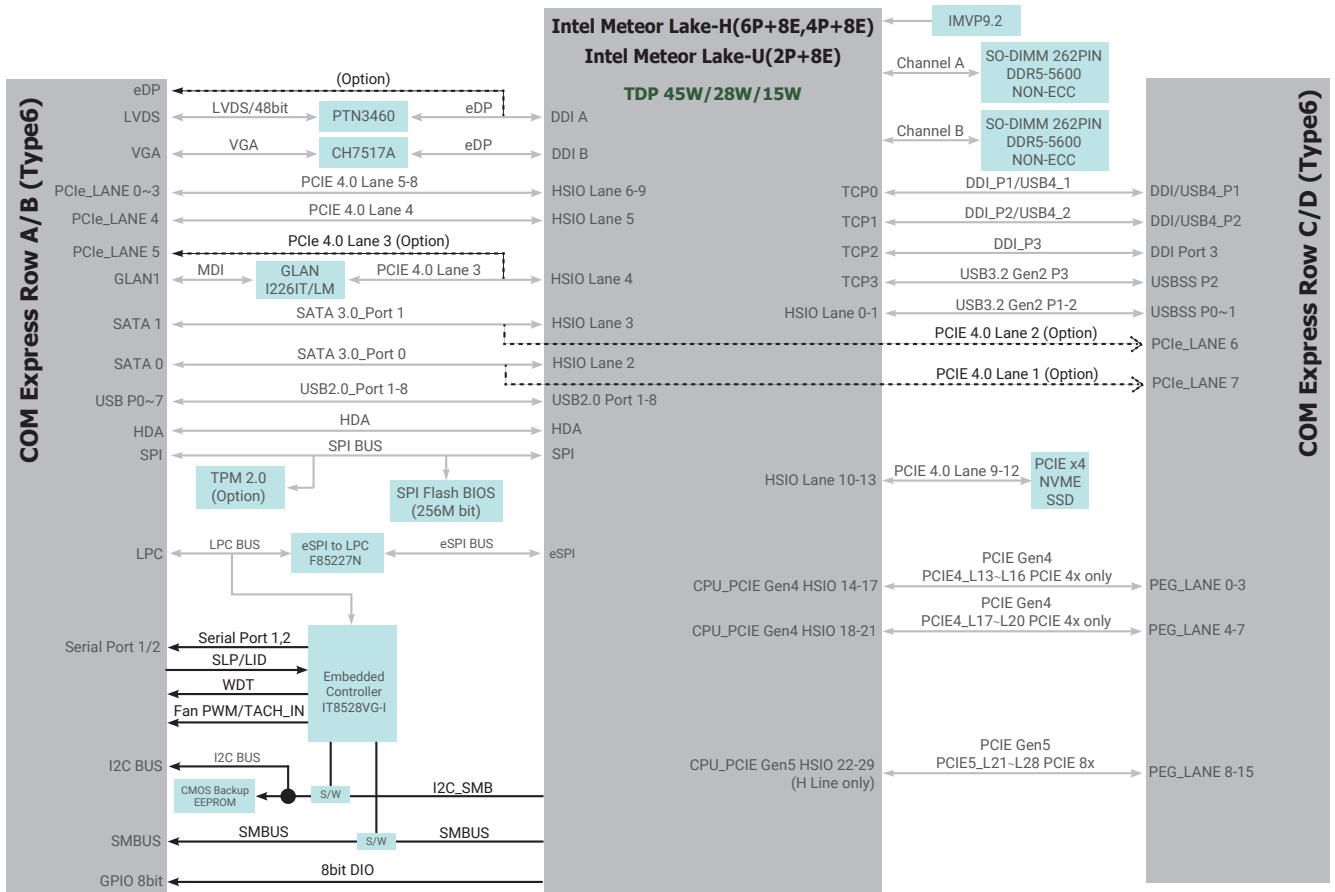 Intel Meteor Lake-H(6P+8E,4P+8E)
Intel Meteor Lake-U(2P+8E)
TDP 45W/28W/15W
IMVP9.2
Channel A
SO-DIMM 262PIN
DDR5-5600
NON-ECC
Channel B
SO-DIMM 262PIN
DDR5-5600
NON-ECC
COM Express Row A/B (Type6)
eDP
(Option)
LVDS
LVDS/48bit
PTN3460
eDP
DDI A
VGA
VGA
CH7517A
eDP
DDI B
PCIe_LANE 0~3
PCIE 4.0 Lane 5-8
HSIO Lane 6-9
PCIe_LANE 4
PCIE 4.0 Lane 4
HSIO Lane 5
PCIe_LANE 5
PCIe 4.0 Lane 3 (Option)
GLAN1
MDI
GLAN
I226IT/LM
PCIE 4.0 Lane 3
HSIO Lane 4
SATA 1
SATA 3.0_Port 1
HSIO Lane 3
SATA 0
SATA 3.0_Port 0
HSIO Lane 2
USB P0~7
USB2.0_Port 1-8
USB2.0 Port 1-8
HDA
HDA
HDA
SPI
SPI BUS
SPI
TPM 2.0
(Option)
SPI Flash BIOS
(256M bit)
LPC
LPC BUS
eSPI to LPC
F85227N
eSPI BUS
eSPI
Serial Port 1/2
Serial Port 1,2
SLP/LID
WDT
Fan PWM/TACH_IN
Embedded
Controller
IT8528VG-I
I2C BUS
I2C BUS
CMOS Backup
EEPROM
S/W
I2C_SMB
SMBUS
SMBUS
S/W
SMBUS
GPIO 8bit
8bit DIO
TCP0
DDI_P1/USB4_1
DDI/USB4_P1
TCP1
DDI_P2/USB4_2
DDI/USB4_P2
TCP2
DDI_P3
DDI Port 3
TCP3
USB3.2 Gen2 P3
USBSS P2
HSIO Lane 0-1
USB3.2 Gen2 P1-2
USBSS P0~1
PCIE 4.0 Lane 2 (Option)
PCIe_LANE 6
PCIE 4.0 Lane 1 (Option)
PCIe_LANE 7
HSIO Lane 10-13
PCIE 4.0 Lane 9-12
PCIE x4
NVME
SSD
CPU_PCIE Gen4 HSIO 14-17
PCIE Gen4
PCIE4_L13~L16 PCIE 4x only
PEG_LANE 0-3
CPU_PCIE Gen4 HSIO 18-21
PCIE Gen4
PCIE4_L17~L20 PCIE 4x only
PEG_LANE 4-7
CPU_PCIE Gen5 HSIO 22-29
(H Line only)
PCIE Gen5
PCIE5_L21~L28 PCIE 8x
PEG_LANE 8-15
COM Express Row C/D (Type6)